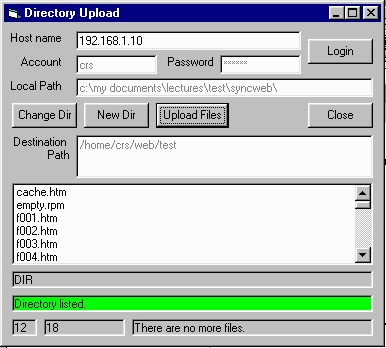 Directory Upload
Host name 192.168.1.10 Login
Account crs Password ******
Local Path c:\my documents\lectures\test\syncweb\
Change Dir New Dir Upload Files Close
Destination Path /home/crs/web/test
cache.htm
empty.rpm
f001.htm
f002.htm
f003.htm
f004.htm
DIR
Directory listed.
12 18 There are no more files.